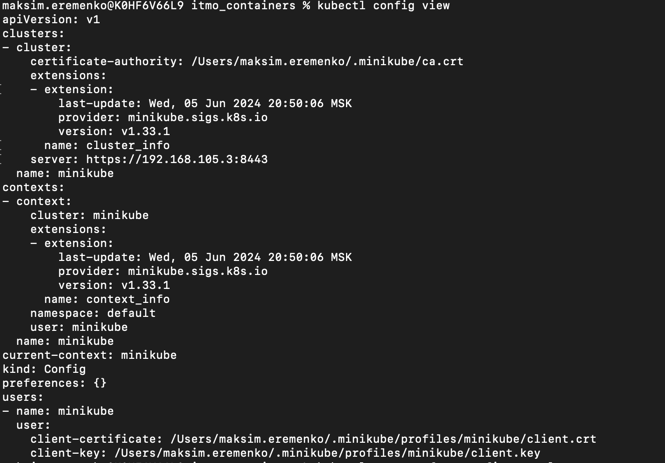 maksim.eremenko@K0HF6V66L9 itmo_containers % kubectl config view
apiVersion: v1
clusters:
- cluster:
    certificate-authority: /Users/maksim.eremenko/.minikube/ca.crt
    extensions:
    - extension:
        last-update: Wed, 05 Jun 2024 20:50:06 MSK
        provider: minikube.sigs.k8s.io
        version: v1.33.1
      name: cluster_info
    server: https://192.168.105.3:8443
  name: minikube
contexts:
- context:
    cluster: minikube
    extensions:
    - extension:
        last-update: Wed, 05 Jun 2024 20:50:06 MSK
        provider: minikube.sigs.k8s.io
        version: v1.33.1
      name: context_info
    namespace: default
    user: minikube
  name: minikube
current-context: minikube
kind: Config
preferences: {}
users:
- name: minikube
  user:
    client-certificate: /Users/maksim.eremenko/.minikube/profiles/minikube/client.crt
    client-key: /Users/maksim.eremenko/.minikube/profiles/minikube/client.key